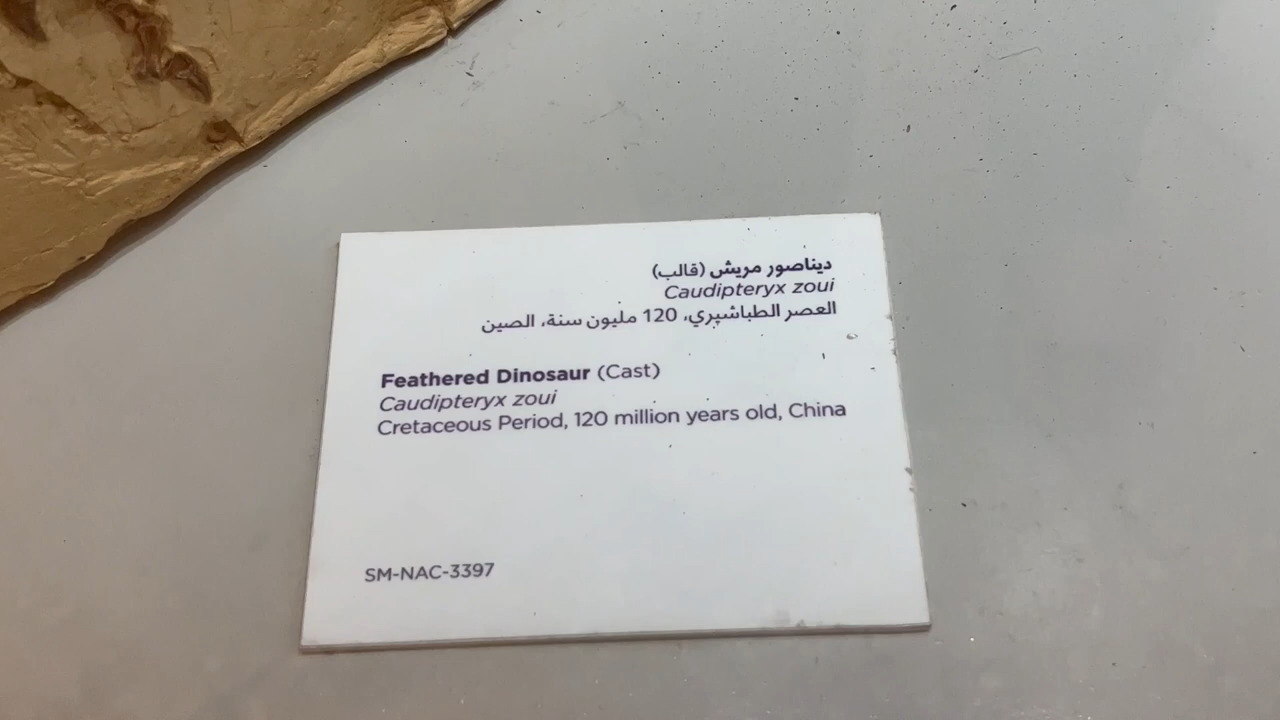 ديناصور مريش (قالب)
Caudipteryx zoui
العصر الطباشيري، 120 مليون سنة، الصين
Feathered Dinosaur (Cast)
Caudipteryx zoui
Cretaceous Period, 120 million years old, China
SM-NAC-3397